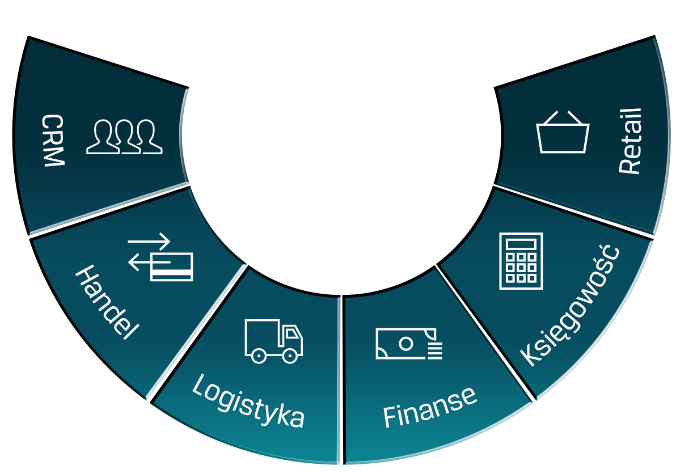 CRM
Handel
Logistyka
Finanse
Księgowość
Retail